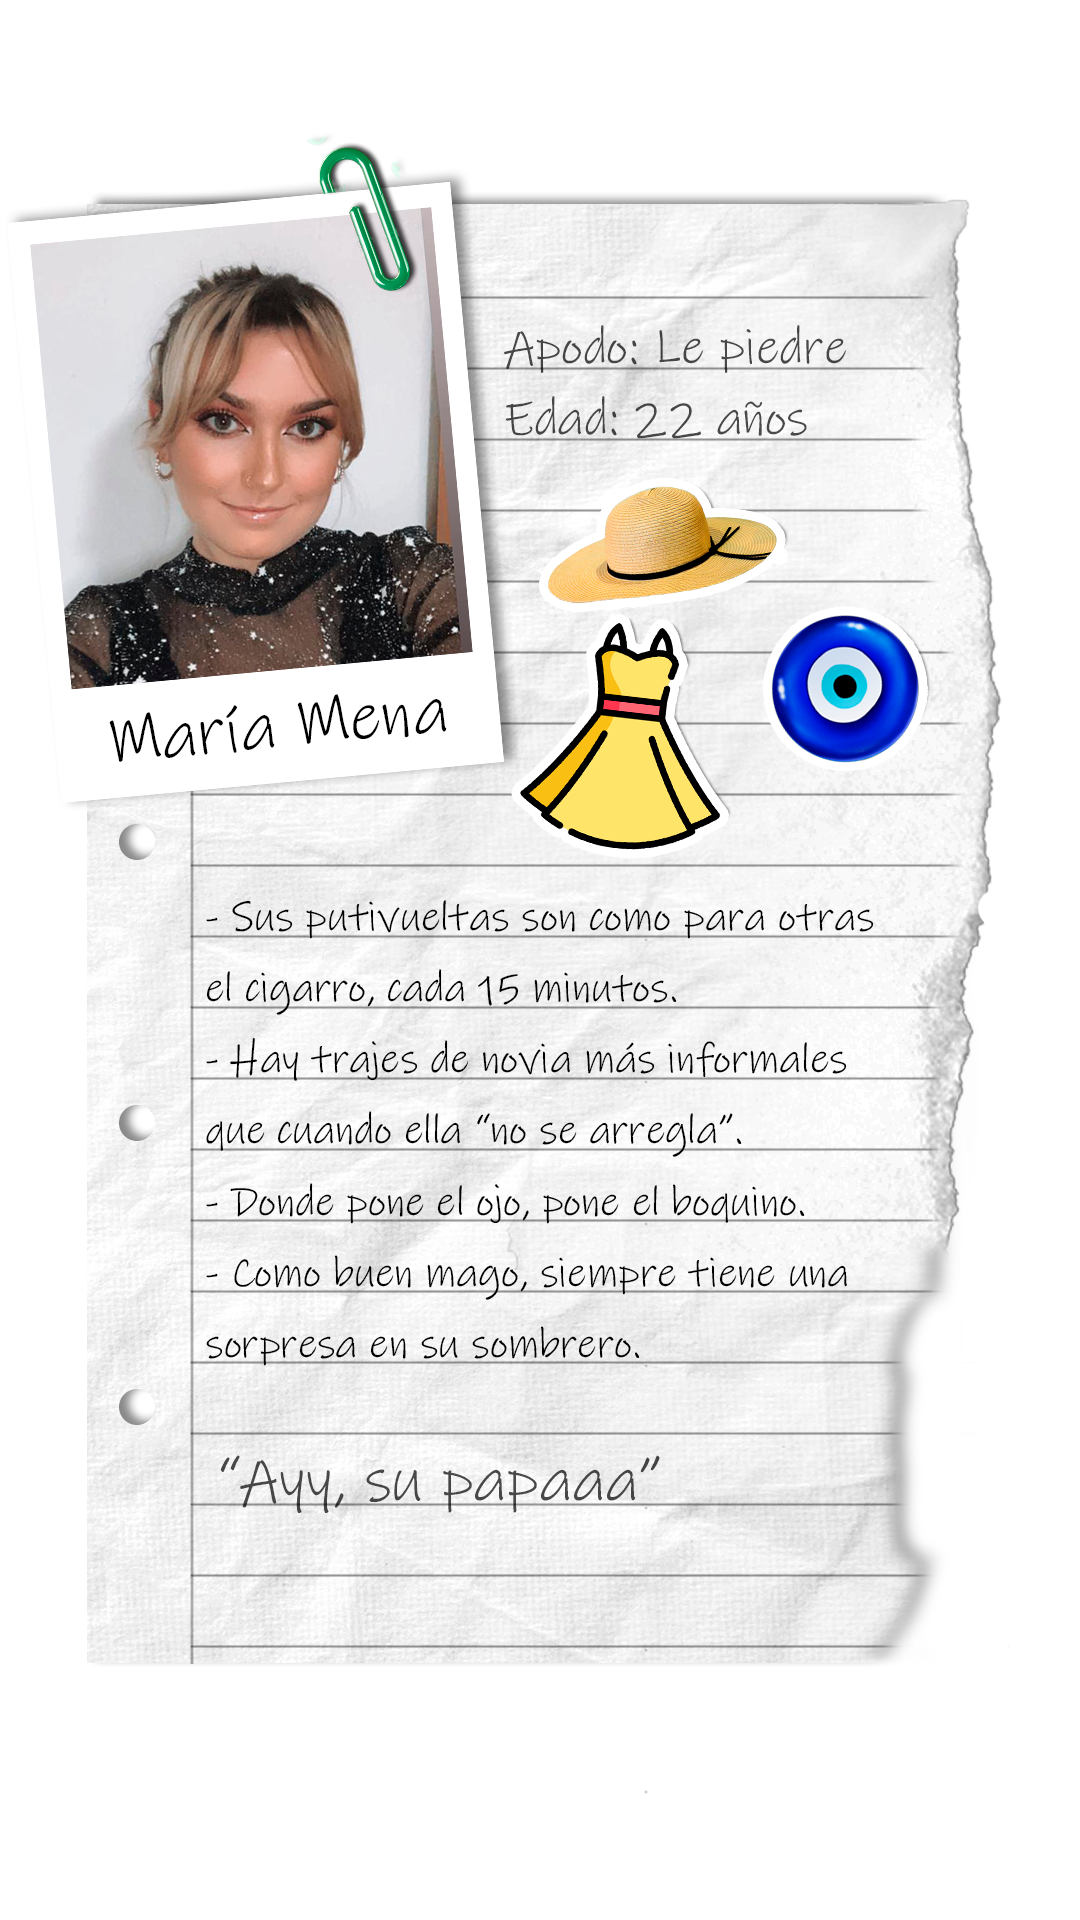 María Mena
Apodo: Le piedre
Edad: 22 años
- Sus putivueltas son como para otras
el cigarro, cada 15 minutos.
- Hay trajes de novia más informales
que cuando ella “no se arregla”.
- Donde pone el ojo, pone el boquino.
- Como buen mago, siempre tiene una
sorpresa en su sombrero.
“Ayy, su papaaa”